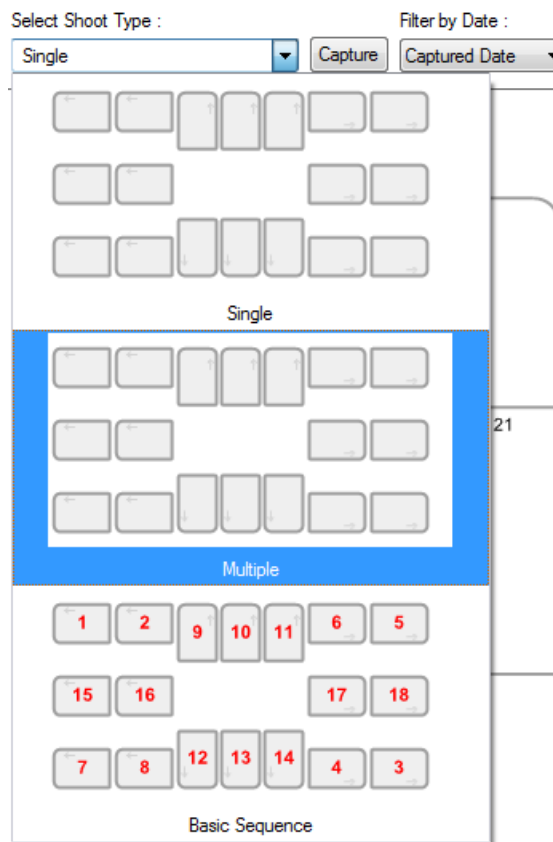 Select Shoot Type : Filter by Date :
Single Capture Captured Date
Single
21
Multiple
1 2 9 10 11 6 5
15 16 17 18
7 8 12 13 14 4 3
Basic Sequence